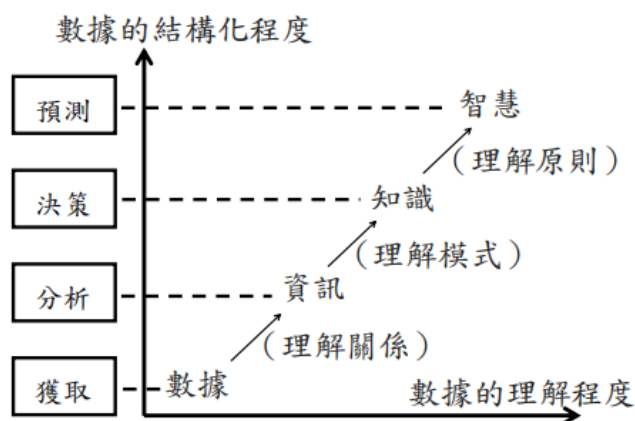 數據的結構化程度
預測
智慧
(理解原則)
決策
知識
(理解模式)
分析
資訊
(理解關係)
獲取
數據
數據的理解程度